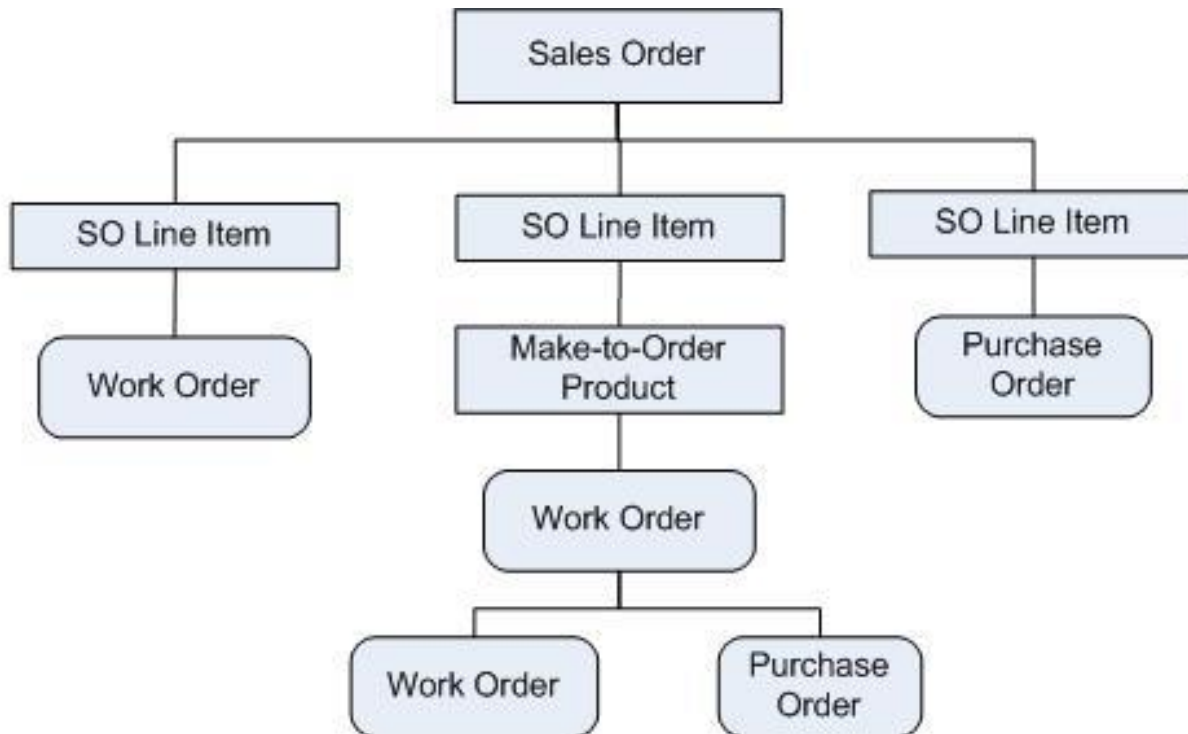 Sales Order
SO Line Item
SO Line Item
SO Line Item
Work Order
Make-to-Order
Product
Purchase
Order
Work Order
Work Order
Purchase
Order